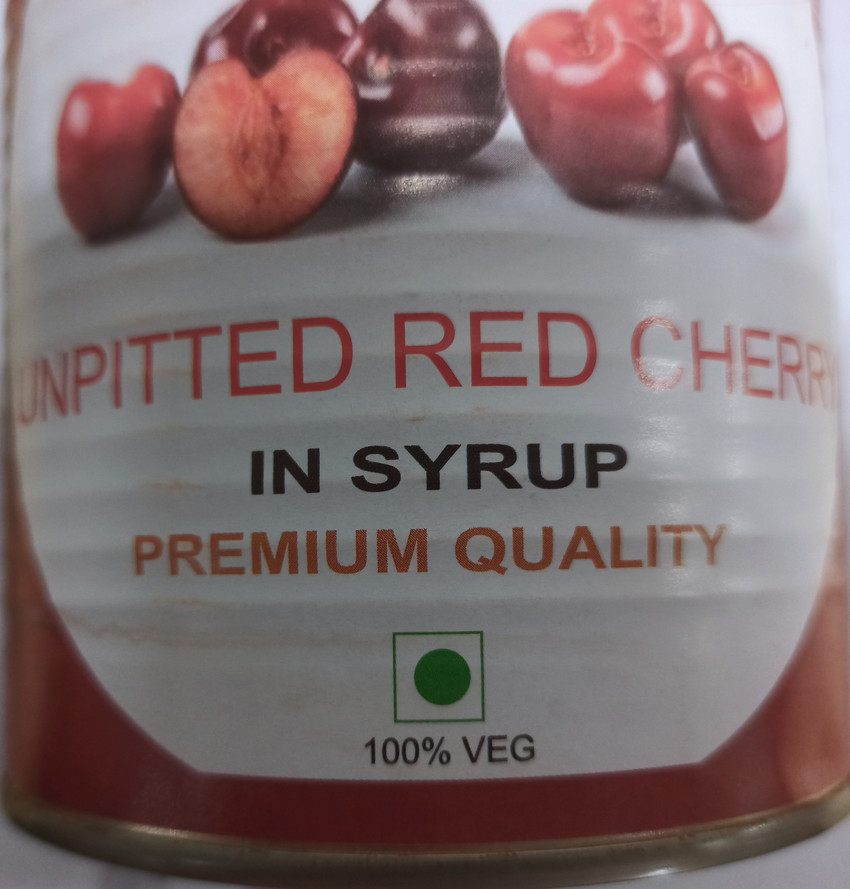 UNPITTED RED CHERRY
IN SYRUP
PREMIUM QUALITY
100% VEG